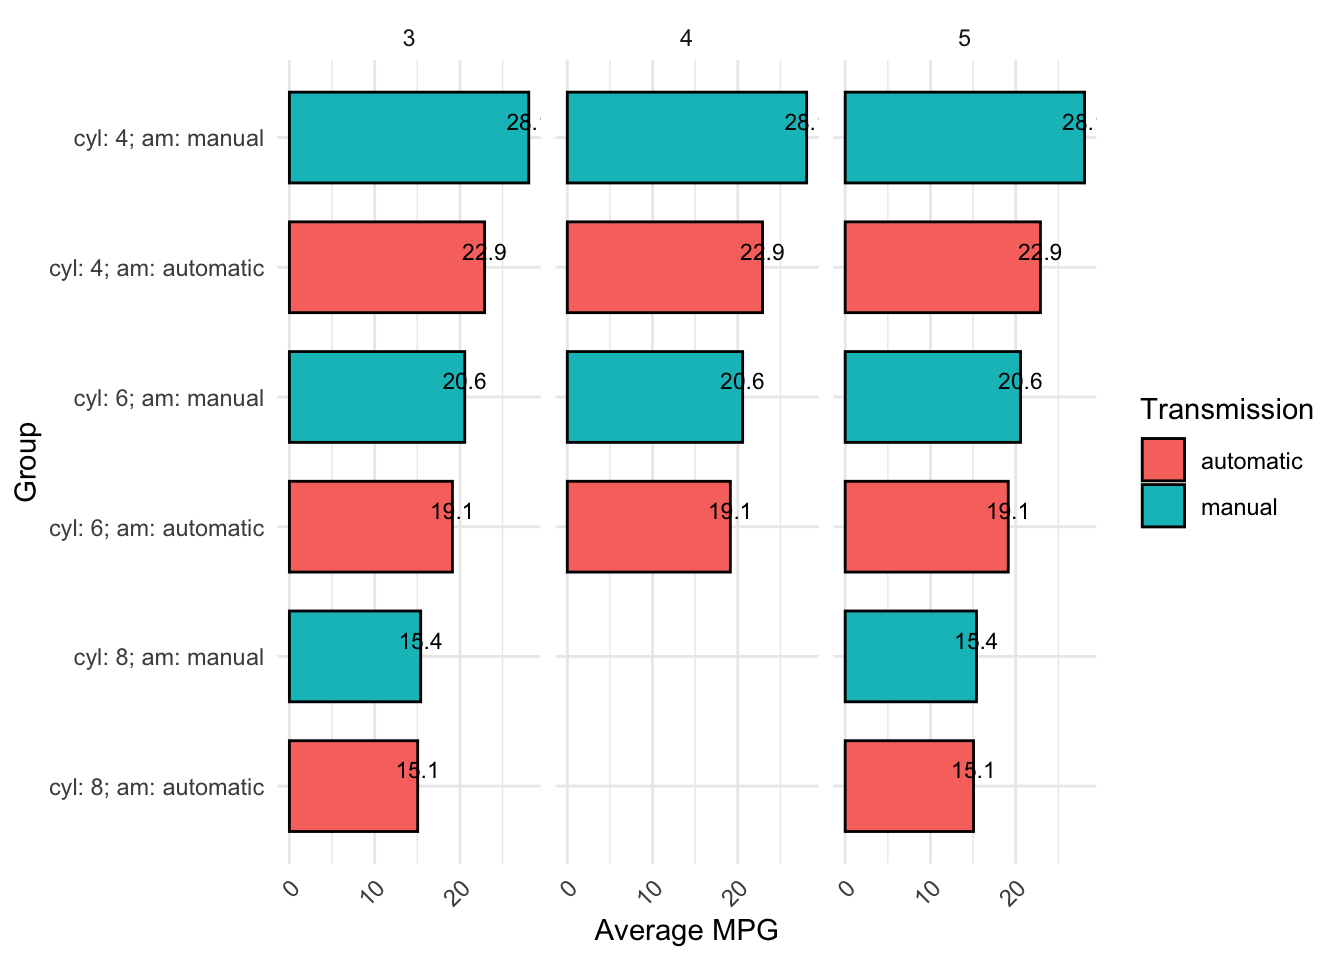 3 4 5
cyl: 4; am: manual 28. 28. 28.
cyl: 4; am: automatic 22.9 22.9 22.9
cyl: 6; am: manual 20.6 20.6 20.6
cyl: 6; am: automatic 19.1 19.1 19.1
cyl: 8; am: manual 15.4 15.4
cyl: 8; am: automatic 15.1 15.1
0 10 20 0 10 20 0 10 20
Average MPG
Group
Transmission
automatic
manual